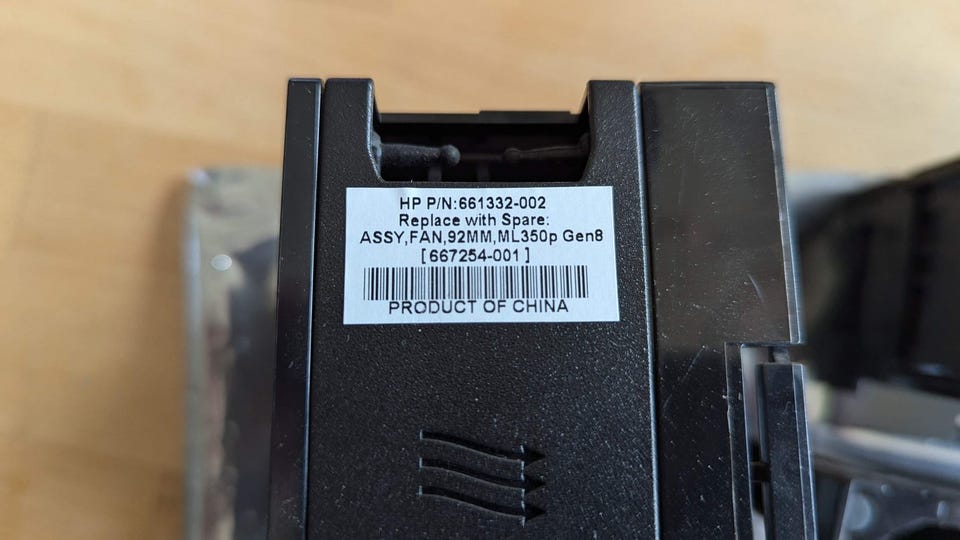 HP P/N:661332-002
Replace with Spare:
ASSY,FAN,92MM,ML350p Gen8
[667254-001]
PRODUCT OF CHINA